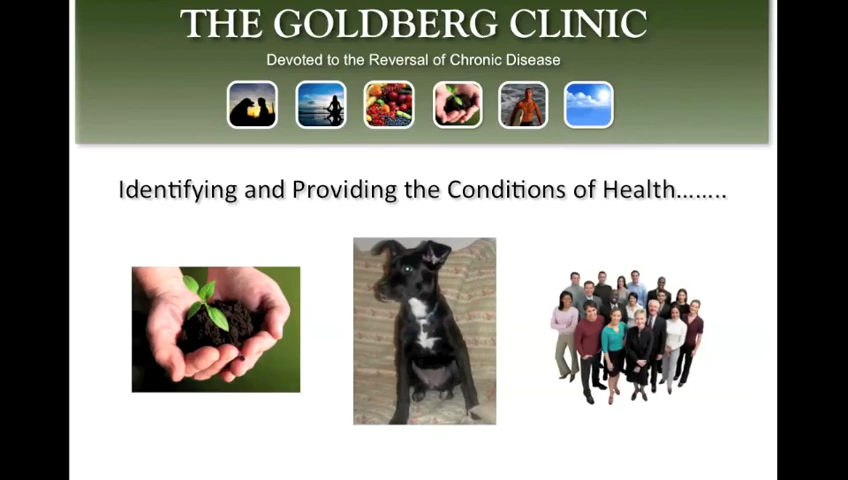 THE GOLDBERG CLINIC
Devoted to the Reversal of Chronic Disease
Identifying and Providing the Conditions of Health……..